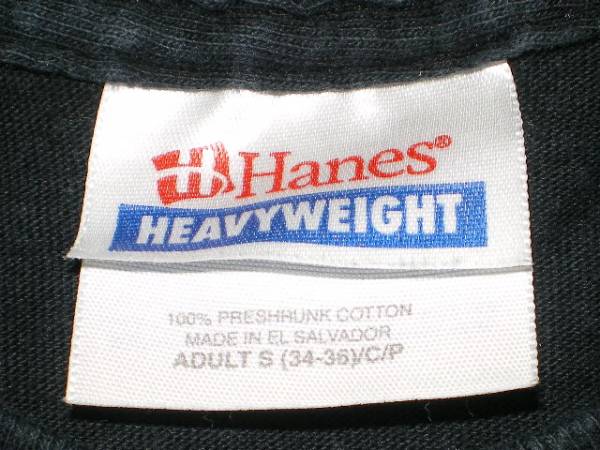 Hanes®
HEAVYWEIGHT
100% PRESHRUNK COTTON
MADE IN EL SALVADOR
ADULT S (34-36)/C/P